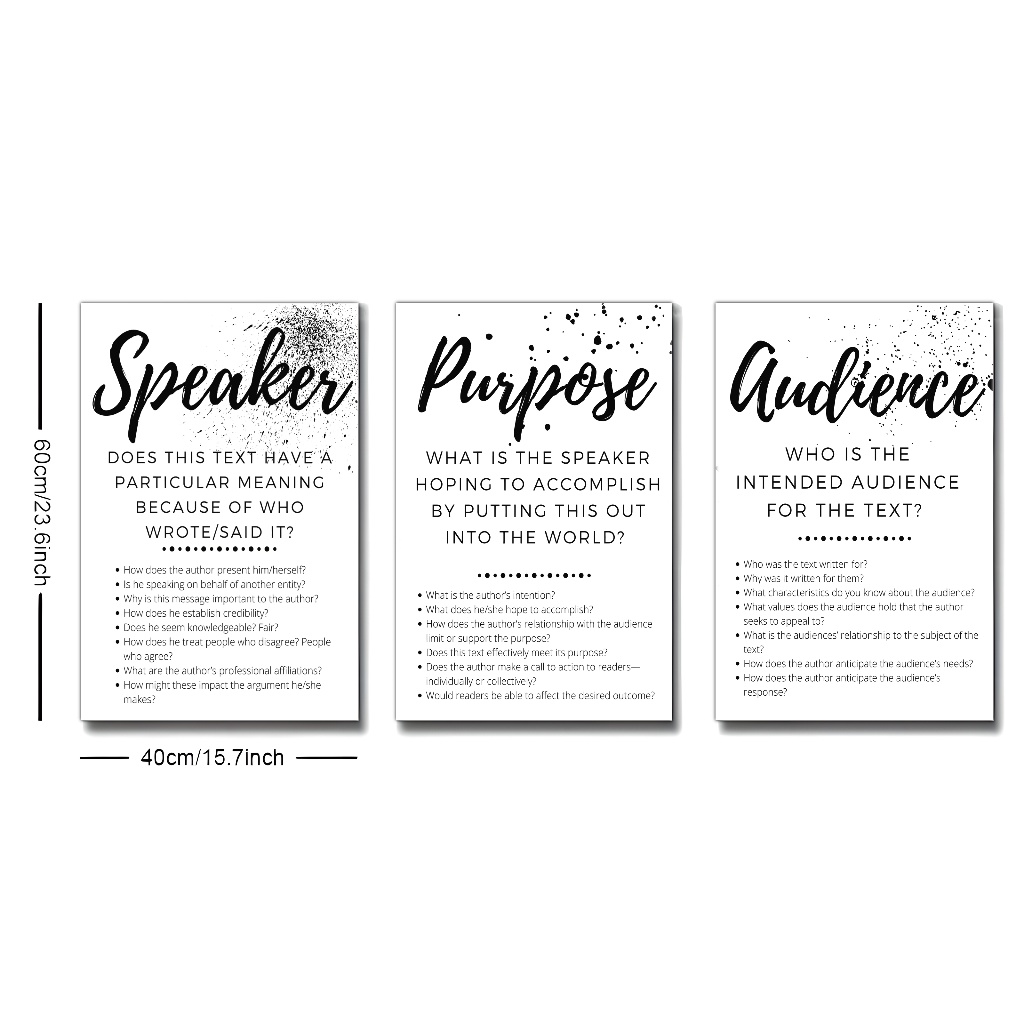 60cm/23.6inch
Speaker
DOES THIS TEXT HAVE A
PARTICULAR MEANING
BECAUSE OF WHO
WROTE/SAID IT?
• How does the author present him/herself?
• Is he speaking on behalf of another entity?
• Why is this message important to the author?
• How does he establish credibility?
• Does he seem knowledgeable? Fair?
• How does he treat people who disagree? People
who agree?
• What are the author's professional affiliations?
• How might these impact the argument he/she
makes?
40cm/15.7inch
Purpose
WHAT IS THE SPEAKER
HOPING TO ACCOMPLISH
BY PUTTING THIS OUT
INTO THE WORLD?
• What is the author's intention?
• What does he/she hope to accomplish?
• How does the author's relationship with the audience
limit or support the purpose?
• Does this text effectively meet its purpose?
• Does the author make a call to action to readers—
individually or collectively?
• Would readers be able to affect the desired outcome?
Audience
WHO IS THE
INTENDED AUDIENCE
FOR THE TEXT?
• Who was the text written for?
• Why was it written for them?
• What characteristics do you know about the audience?
• What values does the audience hold that the author
seeks to appeal to?
• What is the audiences' relationship to the subject of the
text?
• How does the author anticipate the audience's needs?
• How does the author anticipate the audience's
response?